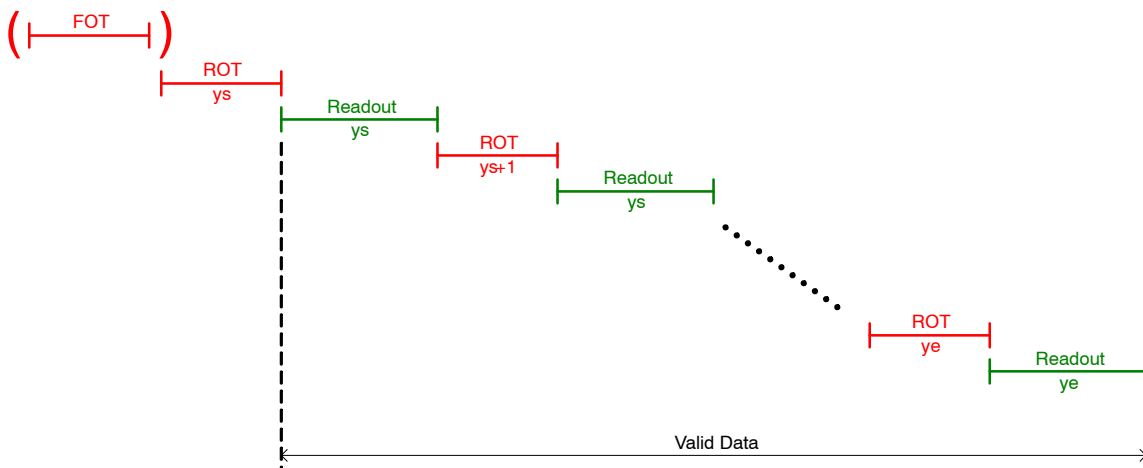 ( FOT )
ROT
ys
Readout
ys
ROT
ys+1
Readout
ys
ROT
ye
Readout
ye
Valid Data